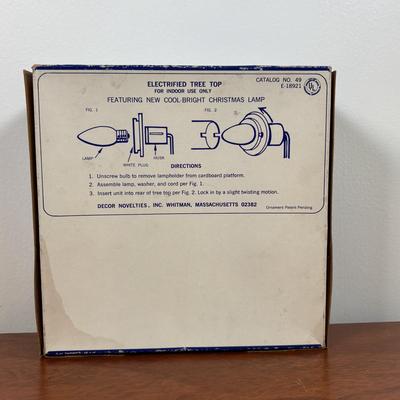 ELECTRIFIED TREE TOP
FOR INDOOR USE ONLY
CATALOG NO. 49
E-18921
UL
FEATURING NEW COOL-BRIGHT CHRISTMAS LAMP
FIG. 1
FIG. 2
LAMP
WHITE PLUG
HUSK
DIRECTIONS
1. Unscrew bulb to remove lampholder from cardboard platform.
2. Assemble lamp, washer, and cord per Fig. 1.
3. Insert unit into rear of tree top per Fig. 2. Lock in by a slight twisting motion.
DECOR NOVELTIES, INC. WHITMAN, MASSACHUSETTS 02382
Ornament Patent Pending